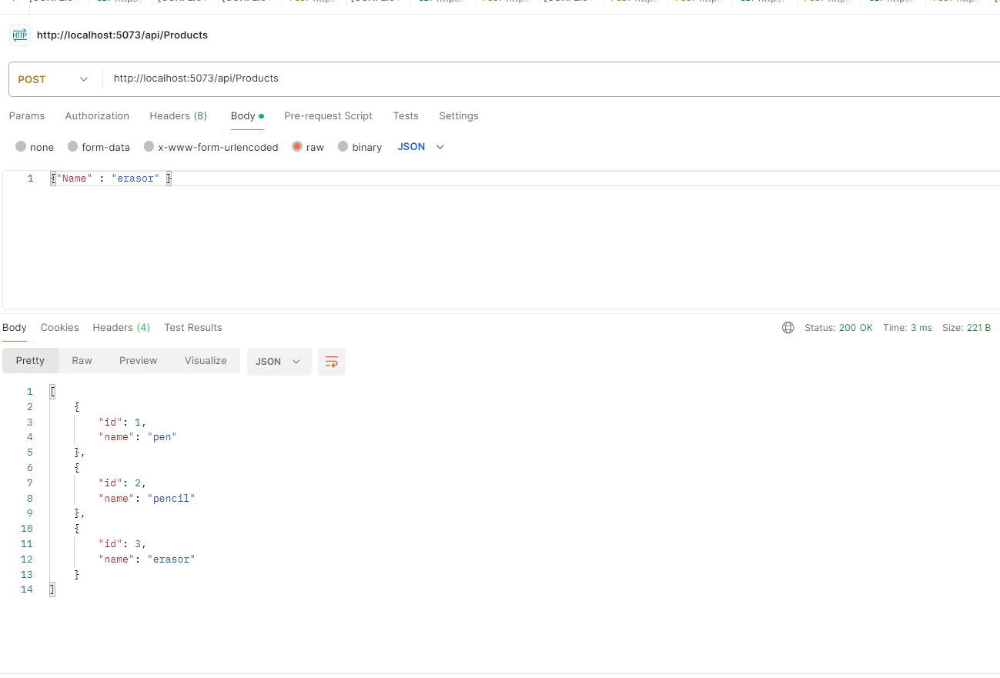 HTTP http://localhost:5073/api/Products
POST http://localhost:5073/api/Products
Params Authorization Headers (8) Body Pre-request Script Tests Settings
none form-data x-www-form-urlencoded raw binary JSON
1 {"Name" : "erasor" }
Body Cookies Headers (4) Test Results Status: 200 OK Time: 3 ms Size: 221 B
Pretty Raw Preview Visualize JSON
1 [
2 {
3 "id": 1,
4 "name": "pen"
5 },
6 {
7 "id": 2,
8 "name": "pencil"
9 },
10 {
11 "id": 3,
12 "name": "erasor"
13 }
14 ]